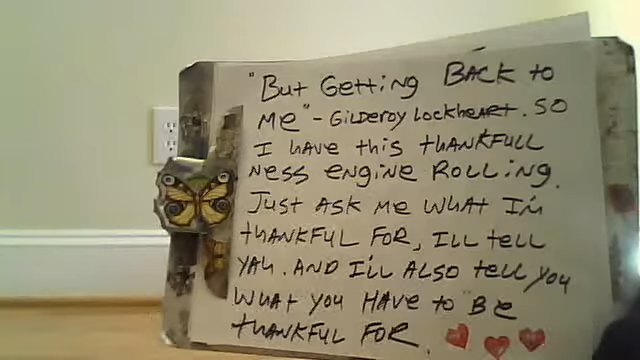 "But Getting BACK to
ME" - GilDeroy Lockheart. SO
I HAVE this tHANKFULL
NESS ENGINE ROLLiNG.
JUST ASK ME WHAT I'M
tHANKFUL FOR, I'LL tELL
YAH. AND I'LL ALSO tell you
WHAT YOU HAVE to BE
tHANKFUL FOR